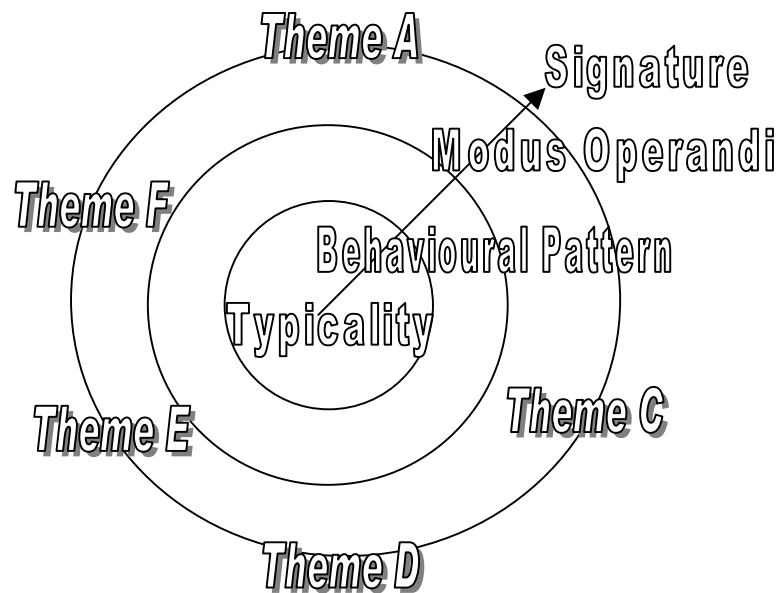 Theme A
Signature
Modus Operandi
Theme F
Behavioural Pattern
Typicality
Theme C
Theme E
Theme D